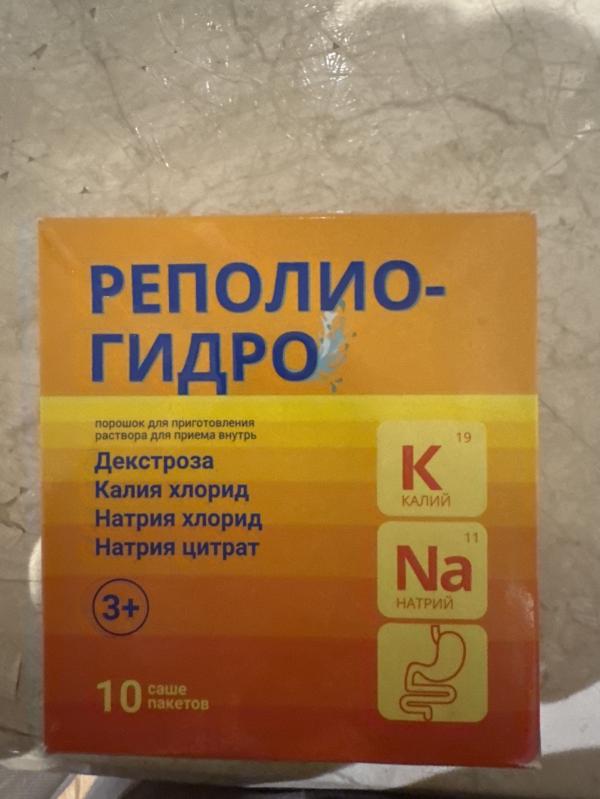 РЕПОЛИО-
ГИДРО
порошок для приготовления
раствора для приема внутрь
Декстроза
Калия хлорид
Натрия хлорид
Натрия цитрат
19
K
КАЛИЙ
11
Na
НАТРИЙ
3+
10 саше
пакетов